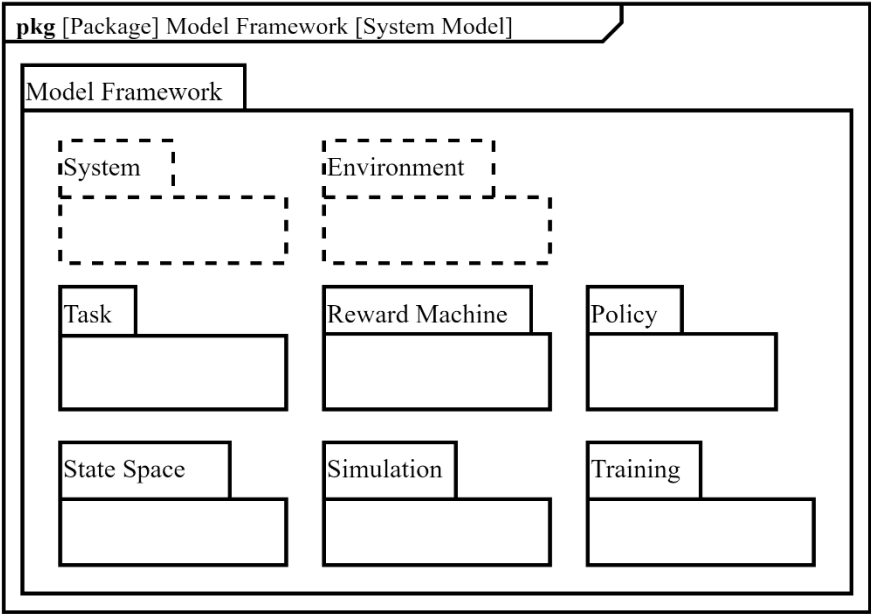 pkg [Package] Model Framework [System Model]
Model Framework
System
Environment
Task
Reward Machine
Policy
State Space
Simulation
Training